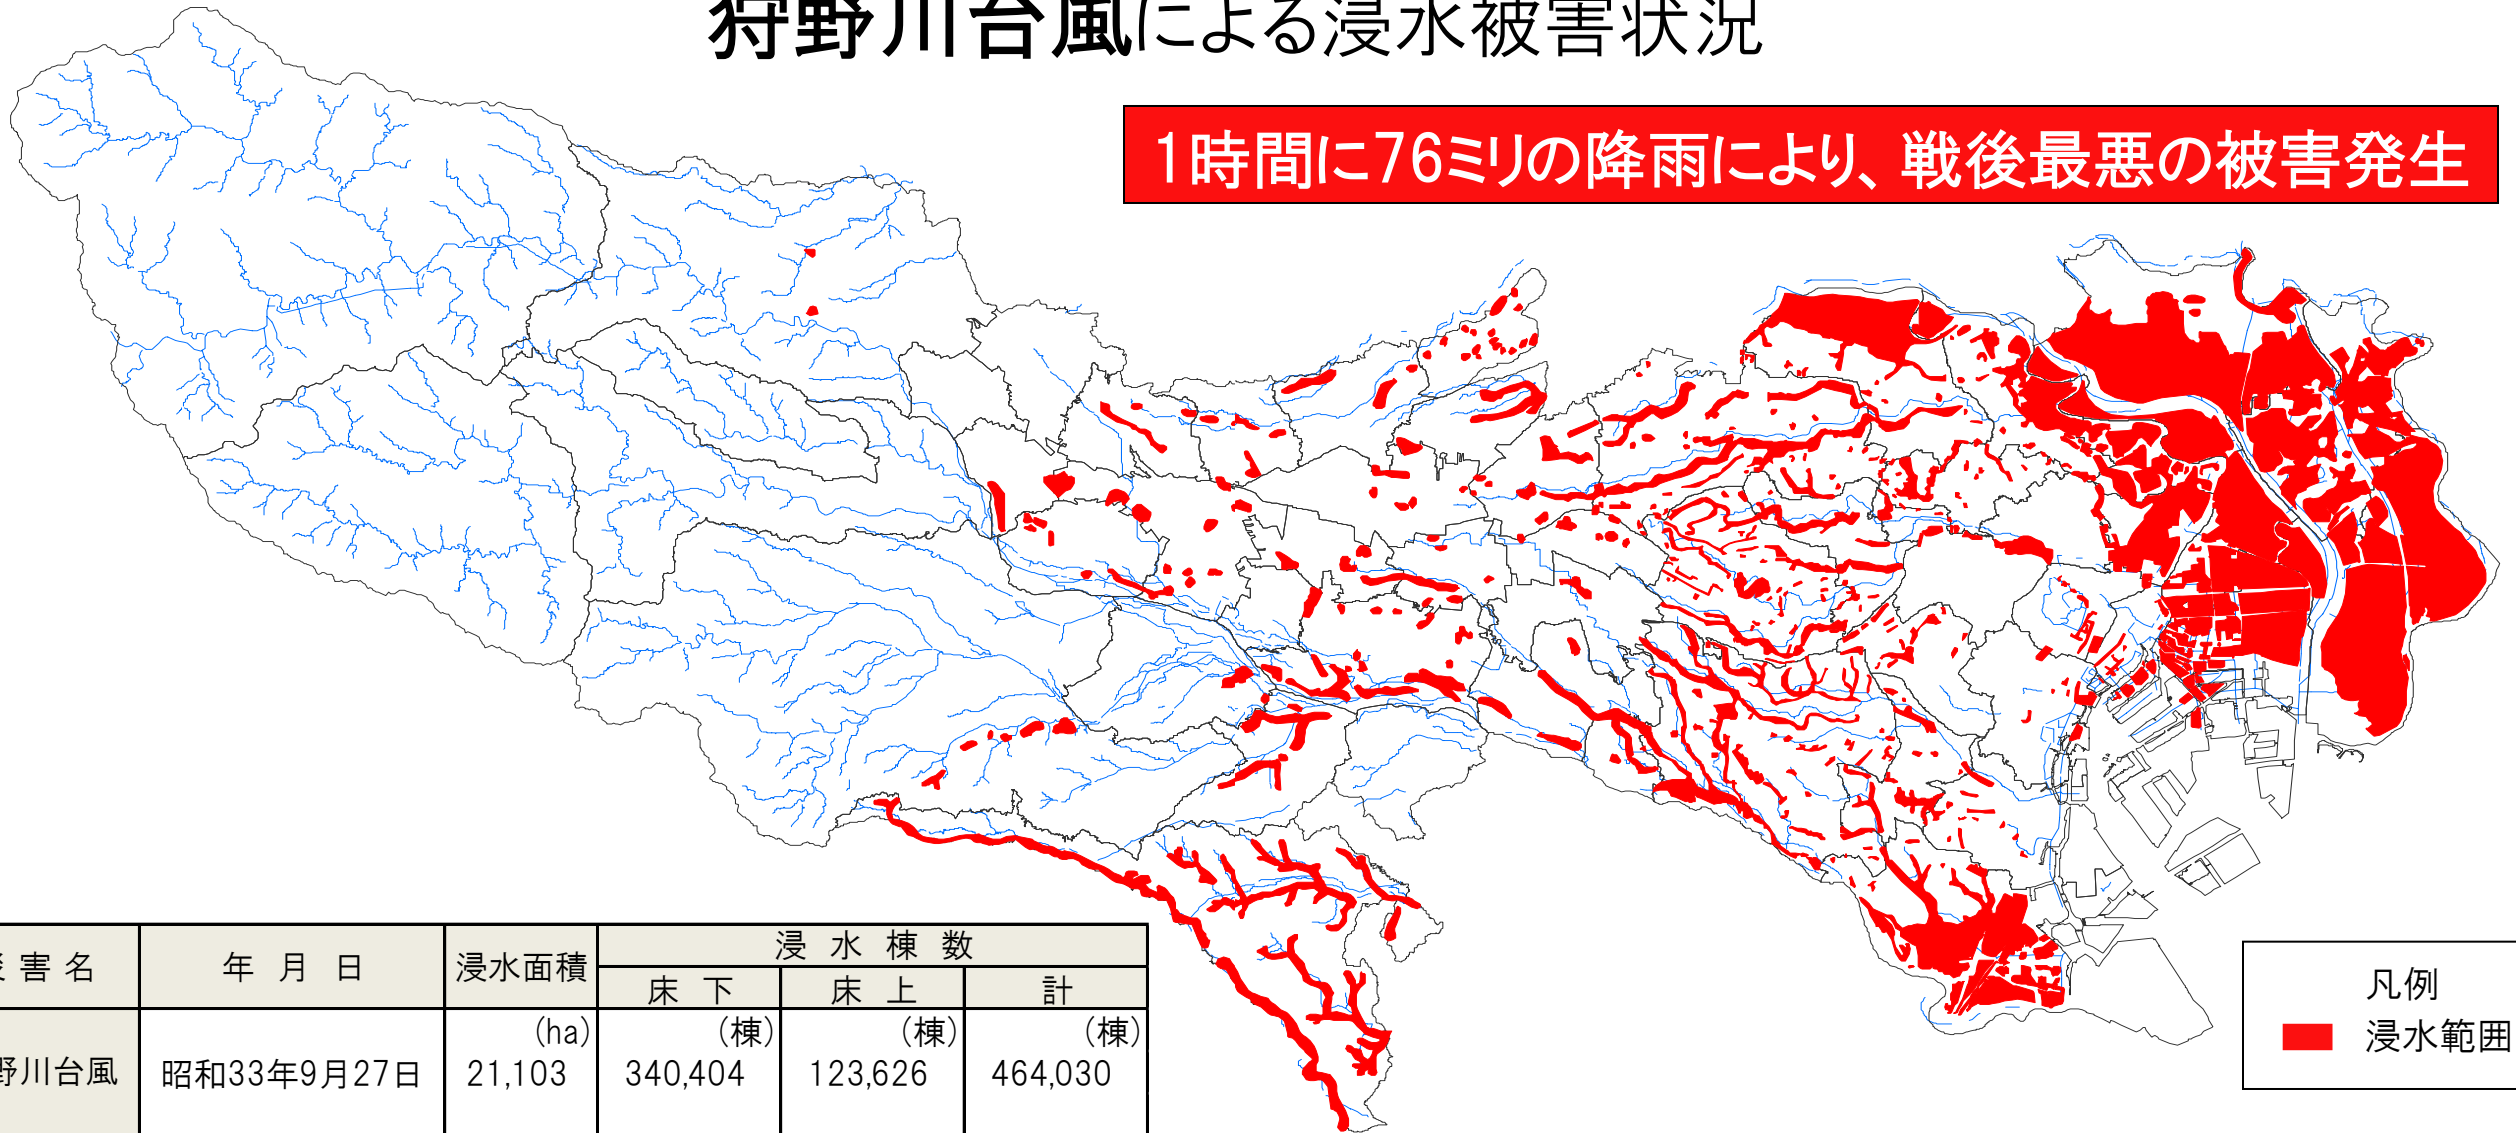 狩野川台風による浸水被害状況
1時間に76ミリの降雨により、戦後最悪の被害発生
害名 年月日 浸水面積 浸水棟数
床下 床上 計
(ha) (棟) (棟) (棟)
野川台風 昭和33年9月27日 21,103 340,404 123,626 464,030
凡例
浸水範囲